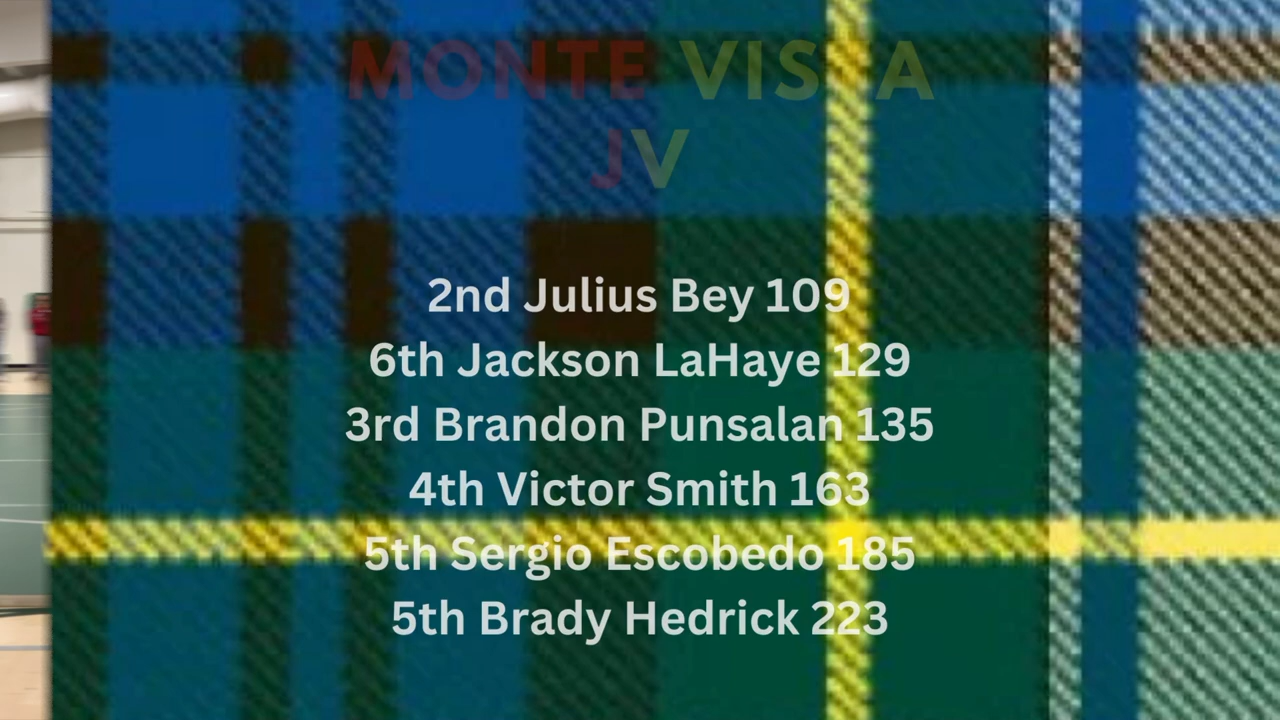 MONTE VISTA
JV
2nd Julius Bey 109
6th Jackson LaHaye 129
3rd Brandon Punsalan 135
4th Victor Smith 163
5th Sergio Escobedo 185
5th Brady Hedrick 223